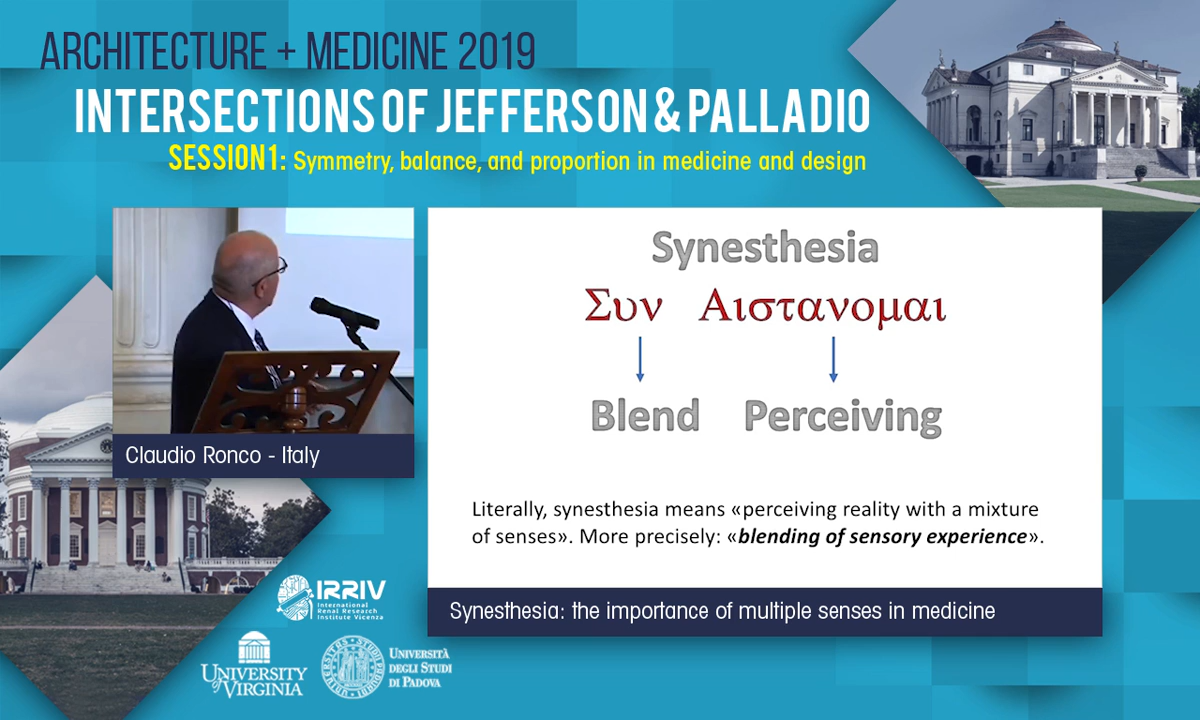 ARCHITECTURE + MEDICINE 2019
INTERSECTIONS OF JEFFERSON & PALLADIO
SESSION1: Symmetry, balance, and proportion in medicine and design
Claudio Ronco - Italy
Synesthesia
Συν Αιστανομαι
Blend Perceiving
Literally, synesthesia means «perceiving reality with a mixture
of senses». More precisely: «blending of sensory experience».
Synesthesia: the importance of multiple senses in medicine
IRRIV
International
Renal Research
Institute Vicenza
UNIVERSITY
of VIRGINIA
UNIVERSITÀ
DEGLI STUDI
DI PADOVA